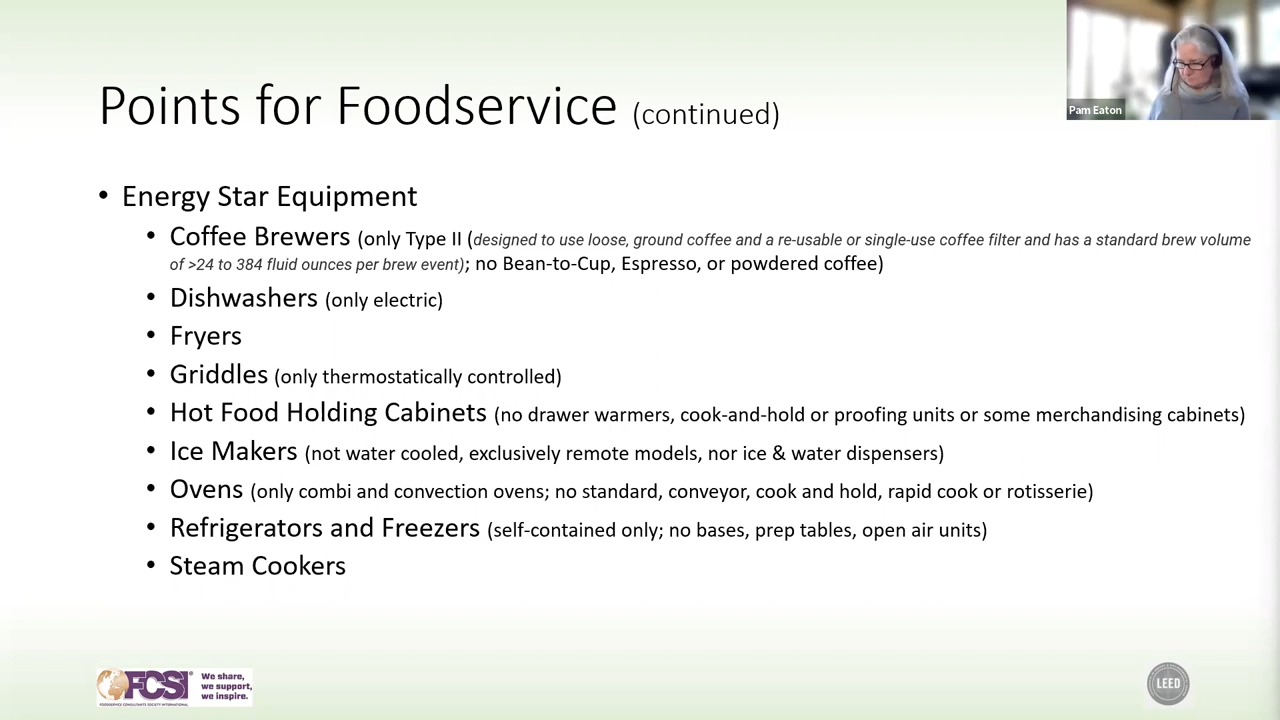 Points for Foodservice (continued)
Pam Eaton
• Energy Star Equipment
• Coffee Brewers (only Type II (designed to use loose, ground coffee and a re-usable or single-use coffee filter and has a standard brew volume
of >24 to 384 fluid ounces per brew event); no Bean-to-Cup, Espresso, or powdered coffee)
• Dishwashers (only electric)
• Fryers
• Griddles (only thermostatically controlled)
• Hot Food Holding Cabinets (no drawer warmers, cook-and-hold or proofing units or some merchandising cabinets)
• Ice Makers (not water cooled, exclusively remote models, nor ice & water dispensers)
• Ovens (only combi and convection ovens; no standard, conveyor, cook and hold, rapid cook or rotisserie)
• Refrigerators and Freezers (self-contained only; no bases, prep tables, open air units)
• Steam Cookers
FCSI®
FOODSERVICE CONSULTANTS SOCIETY INTERNATIONAL
We share,
we support,
we inspire.
LEED